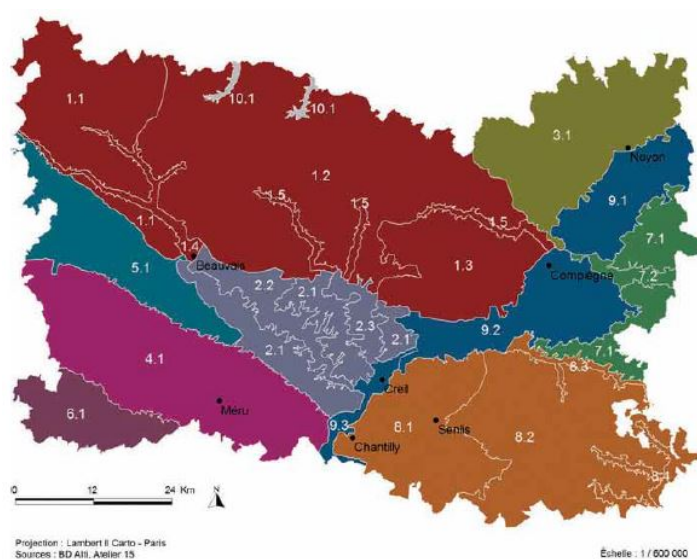 1.1
10.1
10.1
3.1
Noyon
1.2
9.1
1.5
1.5
1.5
1.1
7.1
1.4
Beauvais
1.3
Compiègne
7.2
5.1
2.2
2.1
2.3
9.2
2.1
2.1
7.1
4.1
8.3
Creil
6.1
Méru
9.3
8.1
Senlis
Chantilly
8.2
8.4
0 12 24 Km
N
Projection : Lambert II Carto - Paris
Sources : BD Alti, Atelier 15
Échelle : 1 / 600 000